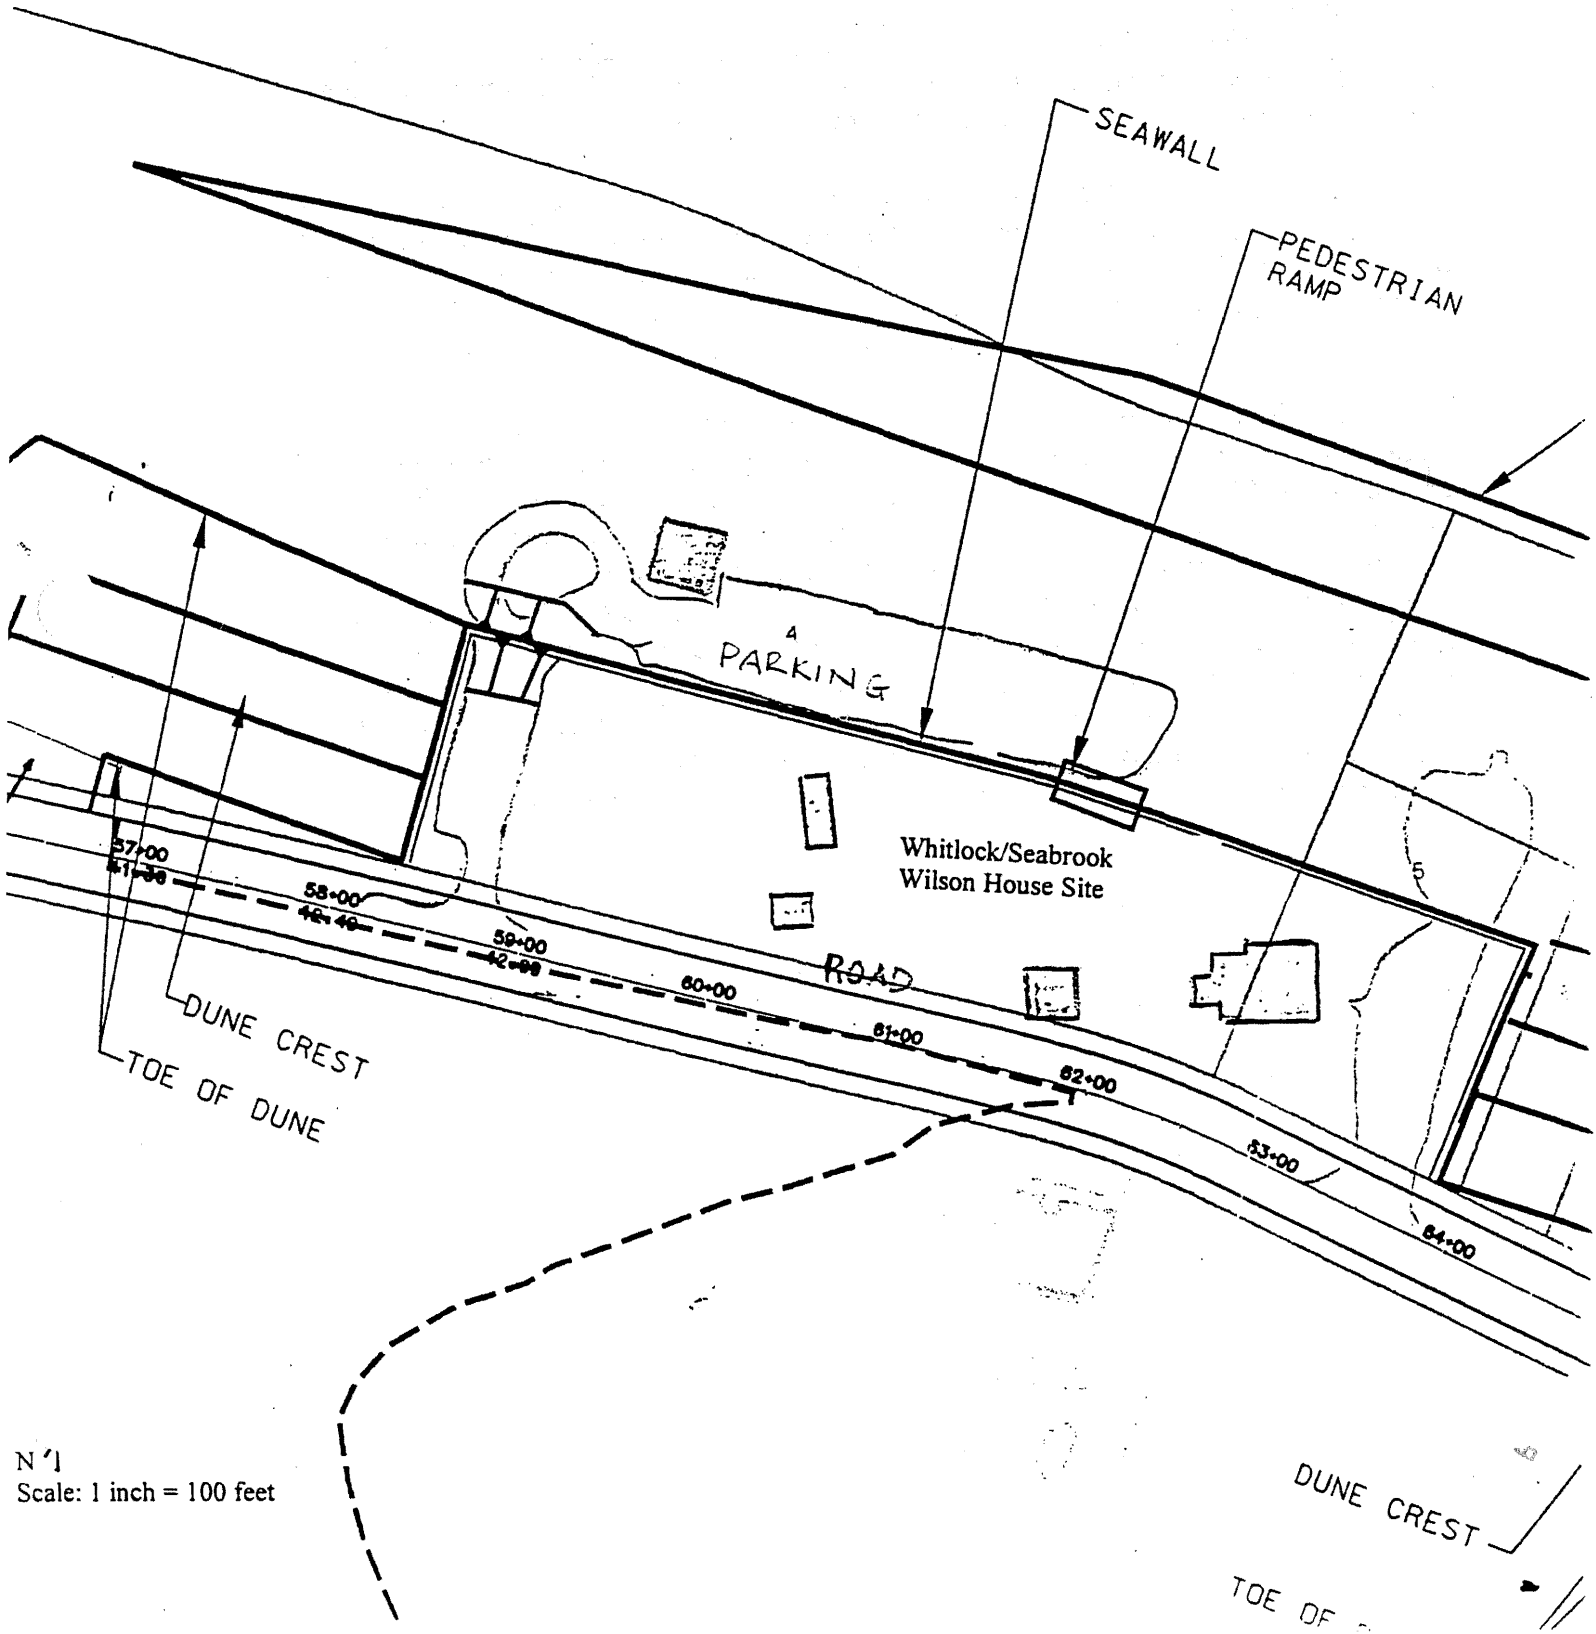 SEAWALL
PEDESTRIAN
RAMP
PARKING
Whitlock/Seabrook
Wilson House Site
5
57+00
58+00
59+00
60+00
ROAD
61+00
62+00
63+00
64+00
DUNE CREST
TOE OF DUNE
N
Scale: 1 inch = 100 feet
DUNE CREST
TOE OF